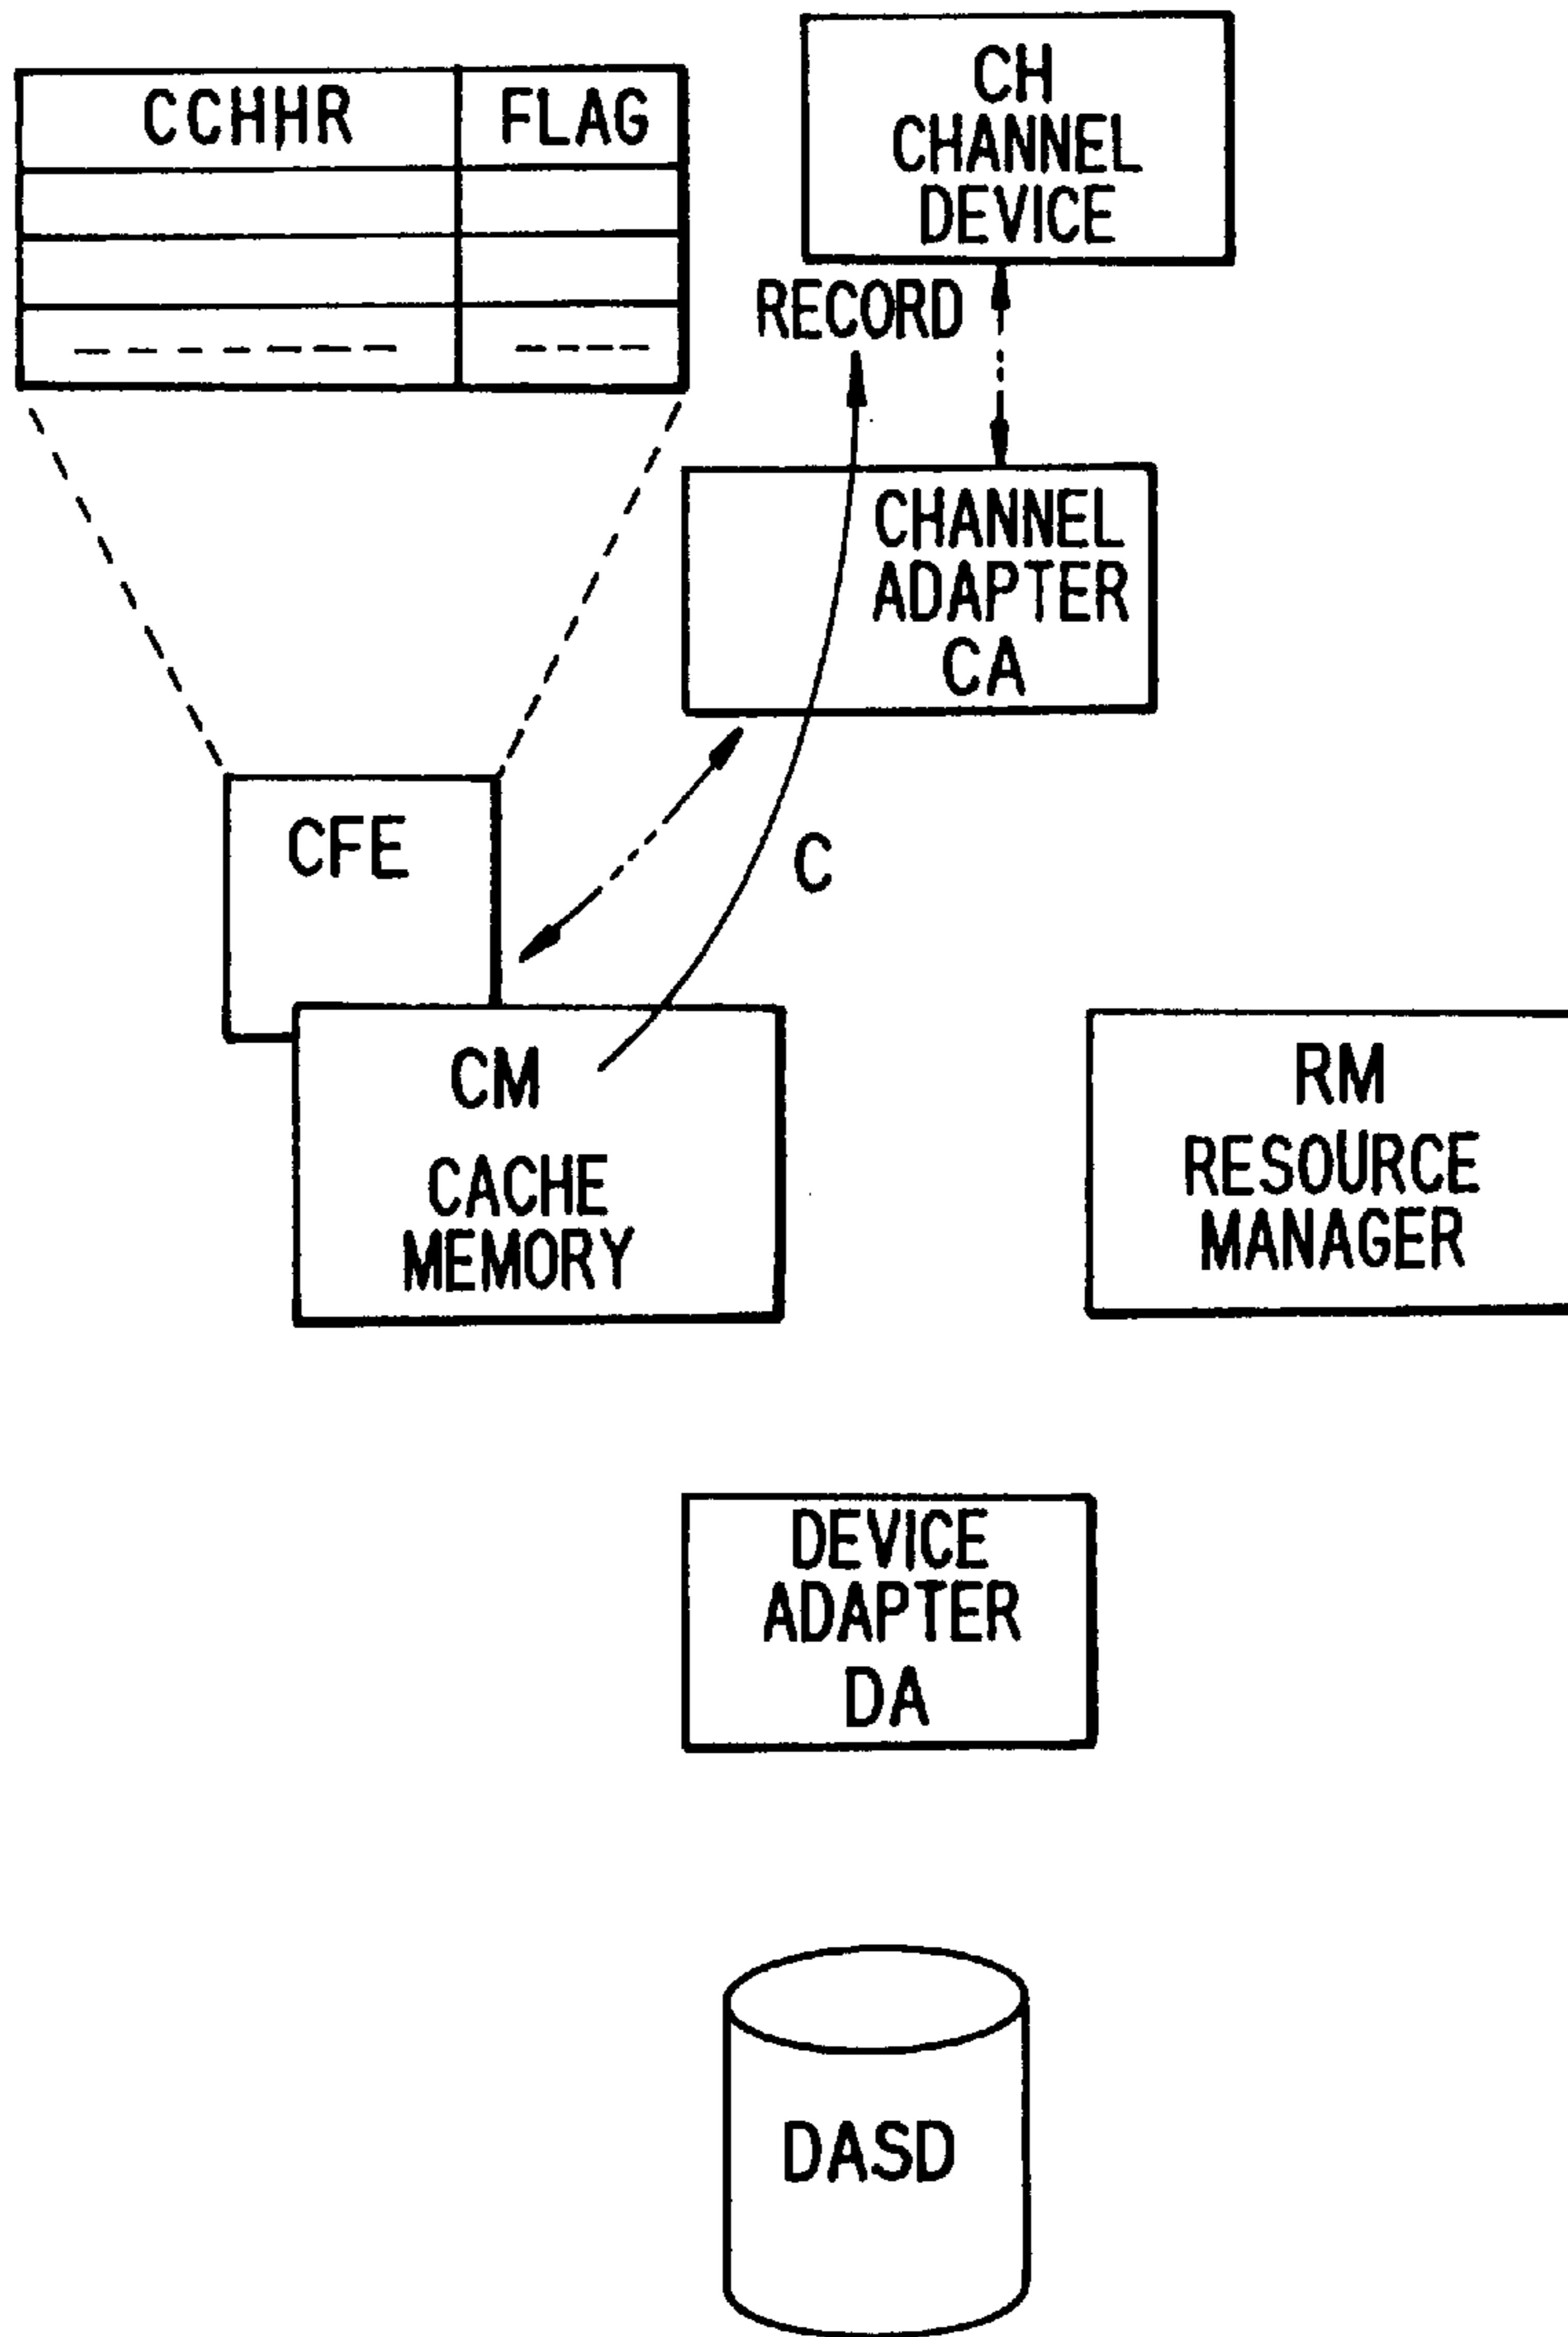 CCHHR FLAG
CH
CHANNEL
DEVICE
RECORD
CHANNEL
ADAPTER
CA
CFE
C
CM
CACHE
MEMORY
RM
RESOURCE
MANAGER
DEVICE
ADAPTER
DA
DASD